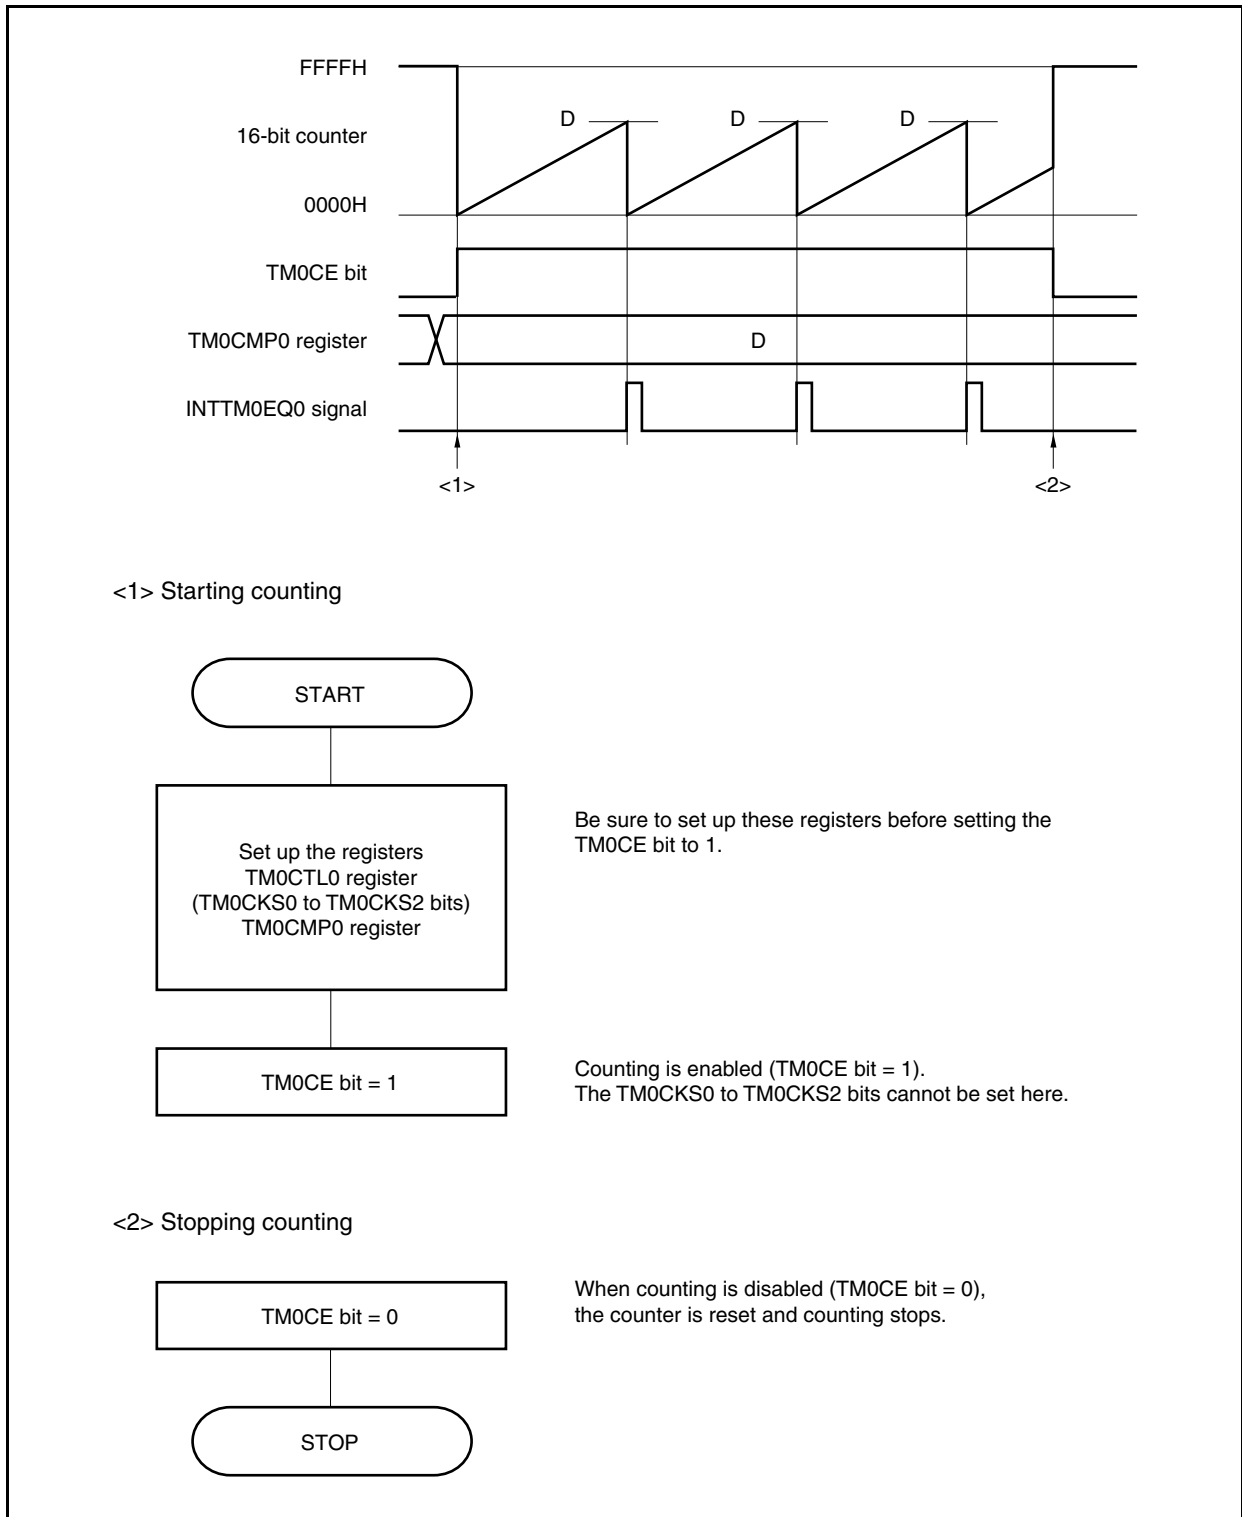 FFFFH
D
D
D
16-bit counter
0000H
TM0CE bit
TM0CMP0 register
D
INTTM0EQ0 signal
<1>
<2>
<1> Starting counting
START
Set up the registers
TM0CTL0 register
(TM0CKS0 to TM0CKS2 bits)
TM0CMP0 register
Be sure to set up these registers before setting the
TM0CE bit to 1.
TM0CE bit = 1
Counting is enabled (TM0CE bit = 1).
The TM0CKS0 to TM0CKS2 bits cannot be set here.
<2> Stopping counting
TM0CE bit = 0
When counting is disabled (TM0CE bit = 0),
the counter is reset and counting stops.
STOP